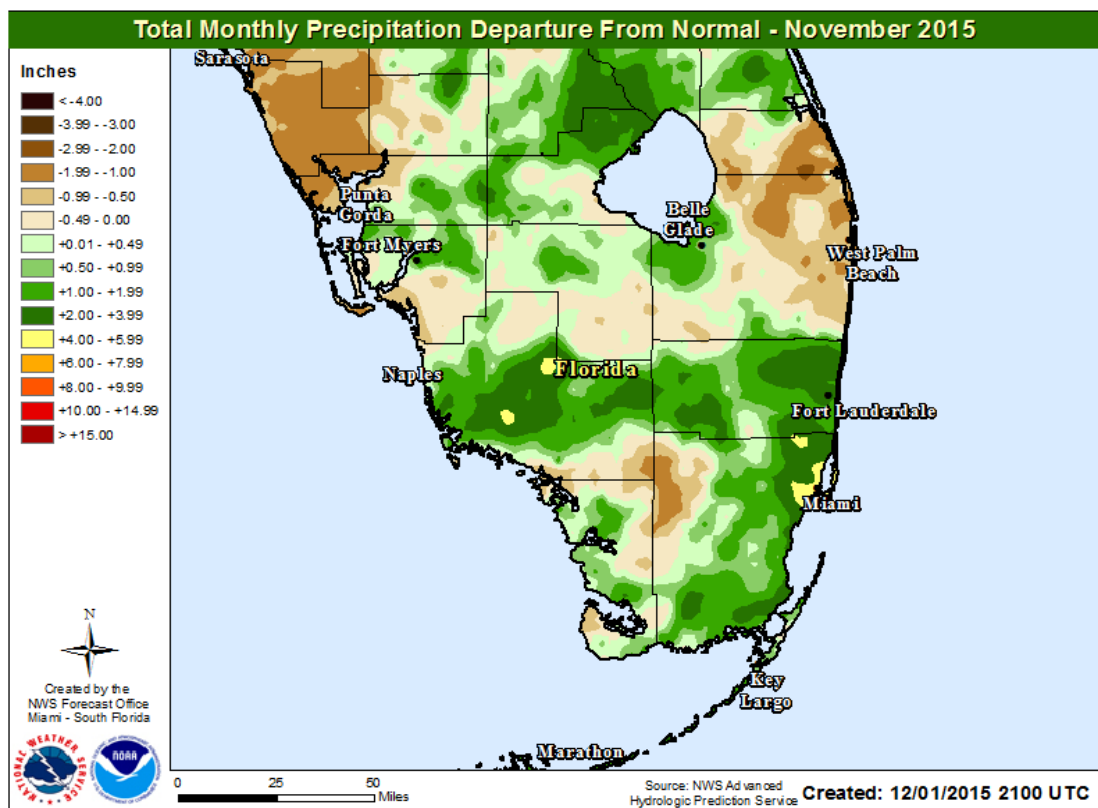 Total Monthly Precipitation Departure From Normal - November 2015
Inches
< -4.00
-3.99 - -3.00
-2.99 - -2.00
-1.99 - -1.00
-0.99 - -0.50
-0.49 - 0.00
+0.01 - +0.49
+0.50 - +0.99
+1.00 - +1.99
+2.00 - +3.99
+4.00 - +5.99
+6.00 - +7.99
+8.00 - +9.99
+10.00 - +14.99
> +15.00
Sarasota
Punta
Gorda
Fort Myers
Belle
Glade
West Palm
Beach
Naples
Florida
Fort Lauderdale
Miami
Key
Largo
Marathon
N
Created by the
NWS Forecast Office
Miami - South Florida
NATIONAL WEATHER SERVICE
NOAA
0 25 50
Miles
Source: NWS Advanced
Hydrologic Prediction Service
Created: 12/01/2015 2100 UTC